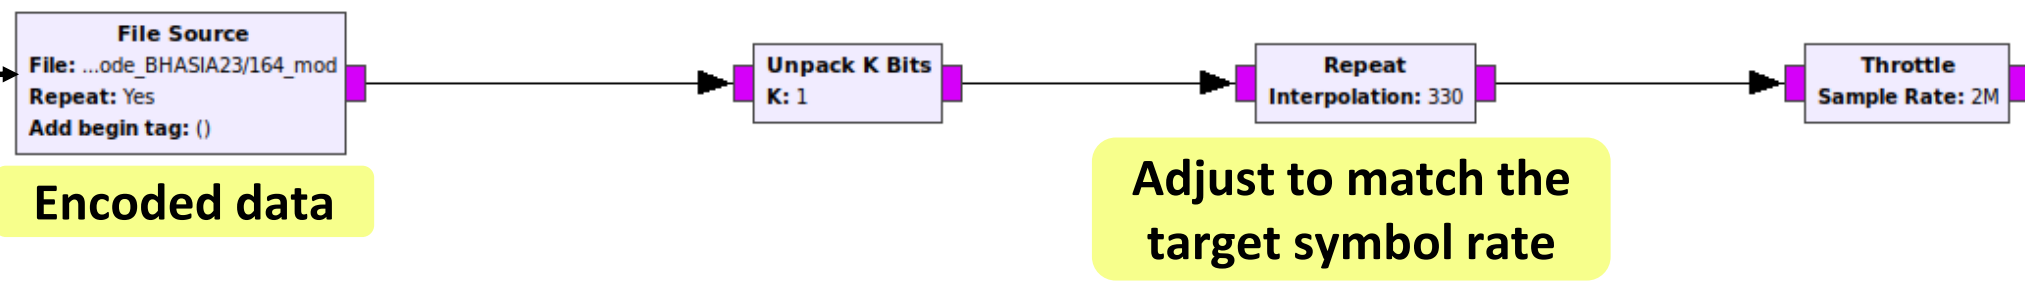 File Source
File: ...ode_BHASIA23/164_mod
Repeat: Yes
Add begin tag: ()
Encoded data
Unpack K Bits
K: 1
Repeat
Interpolation: 330
Adjust to match the
target symbol rate
Throttle
Sample Rate: 2M